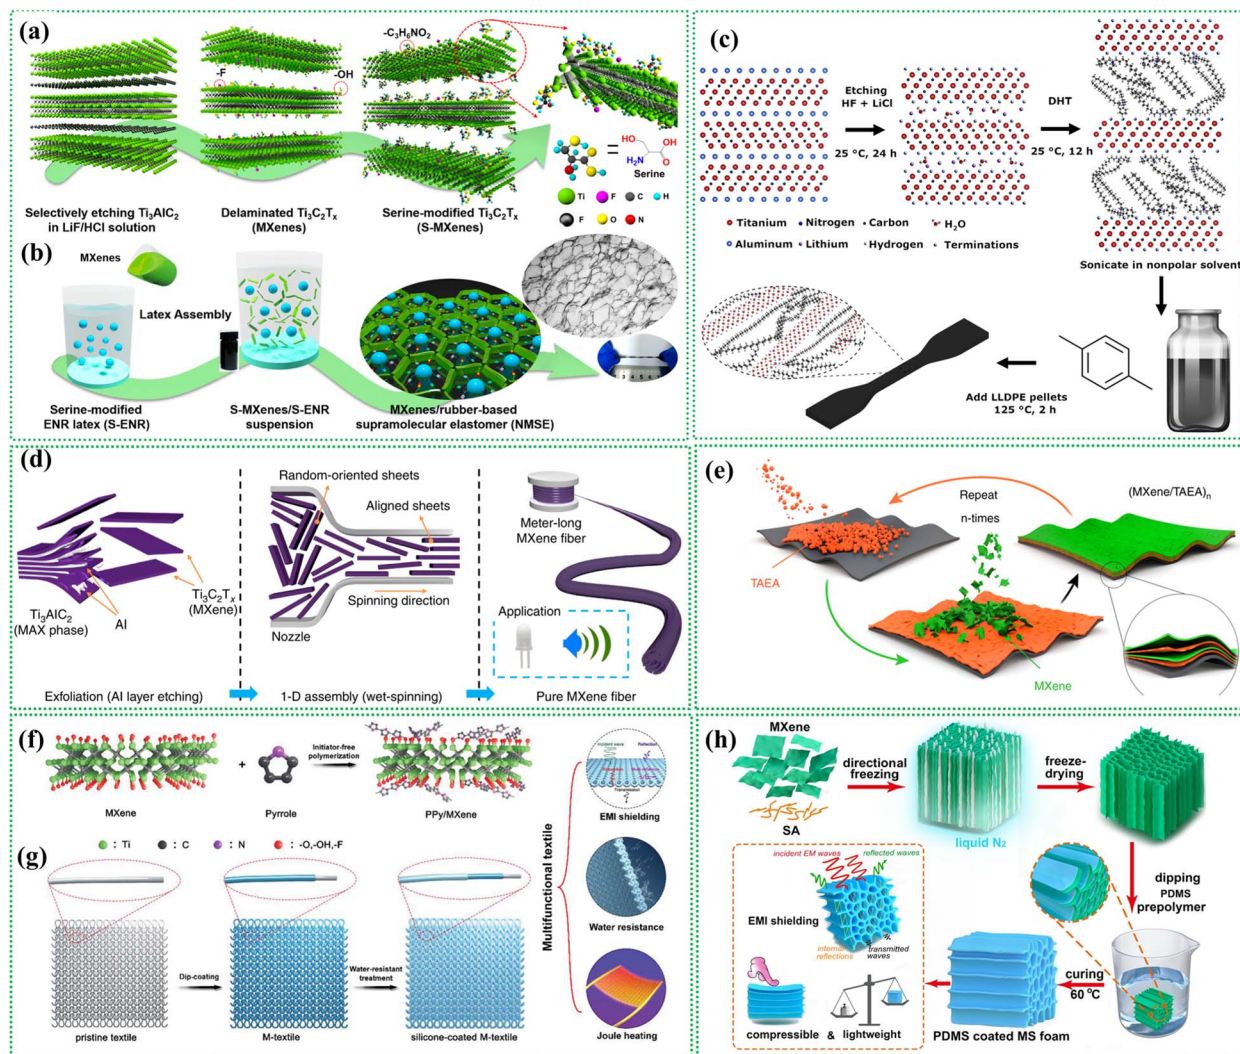 (a)
-C₃H₆NO₂
-F
-OH
HO
OH
O
H₂N
Serine
Ti
F
C
H
F
O
N
Selectively etching Ti₃AlC₂
in LiF/HCl solution
Delaminated Ti₃C₂Tₓ
(MXenes)
Serine-modified Ti₃C₂Tₓ
(S-MXenes)
(b)
MXenes
Latex Assembly
3 4 5 6
Serine-modified
ENR latex (S-ENR)
S-MXenes/S-ENR
suspension
MXenes/rubber-based
supramolecular elastomer (NMSE)
(c)
Etching
HF + LiCl
25 °C, 24 h
DHT
25 °C, 12 h
Titanium
Nitrogen
Carbon
H₂O
Aluminum
Lithium
Hydrogen
Terminations
Sonicate in nonpolar solvent
Add LLDPE pellets
125 °C, 2 h
(d)
Random-oriented sheets
Aligned sheets
Meter-long
MXene fiber
Ti₃C₂Tₓ
(MXene)
Ti₃AlC₂
(MAX phase)
Al
Spinning direction
Nozzle
Application
Exfoliation (Al layer etching)
1-D assembly (wet-spinning)
Pure MXene fiber
(e)
Repeat
n-times
(MXene/TAEA)ₙ
TAEA
MXene
(f)
+
Initiator-free
polymerization
MXene
Pyrrole
PPy/MXene
: Ti
: C
: N
: -O,-OH,-F
(g)
Dip-coating
Water-resistant
treatment
pristine textile
M-textile
silicone-coated M-textile
Multifunctional textile
Incident wave
Reflection
Transmission
EMI shielding
Water resistance
Joule heating
(h)
MXene
SA
directional
freezing
liquid N₂
freeze-
drying
dipping
PDMS
prepolymer
curing
60 °C
PDMS coated MS foam
incident EM waves
reflected waves
EMI shielding
internal
reflections
transmitted
waves
compressible
&
lightweight